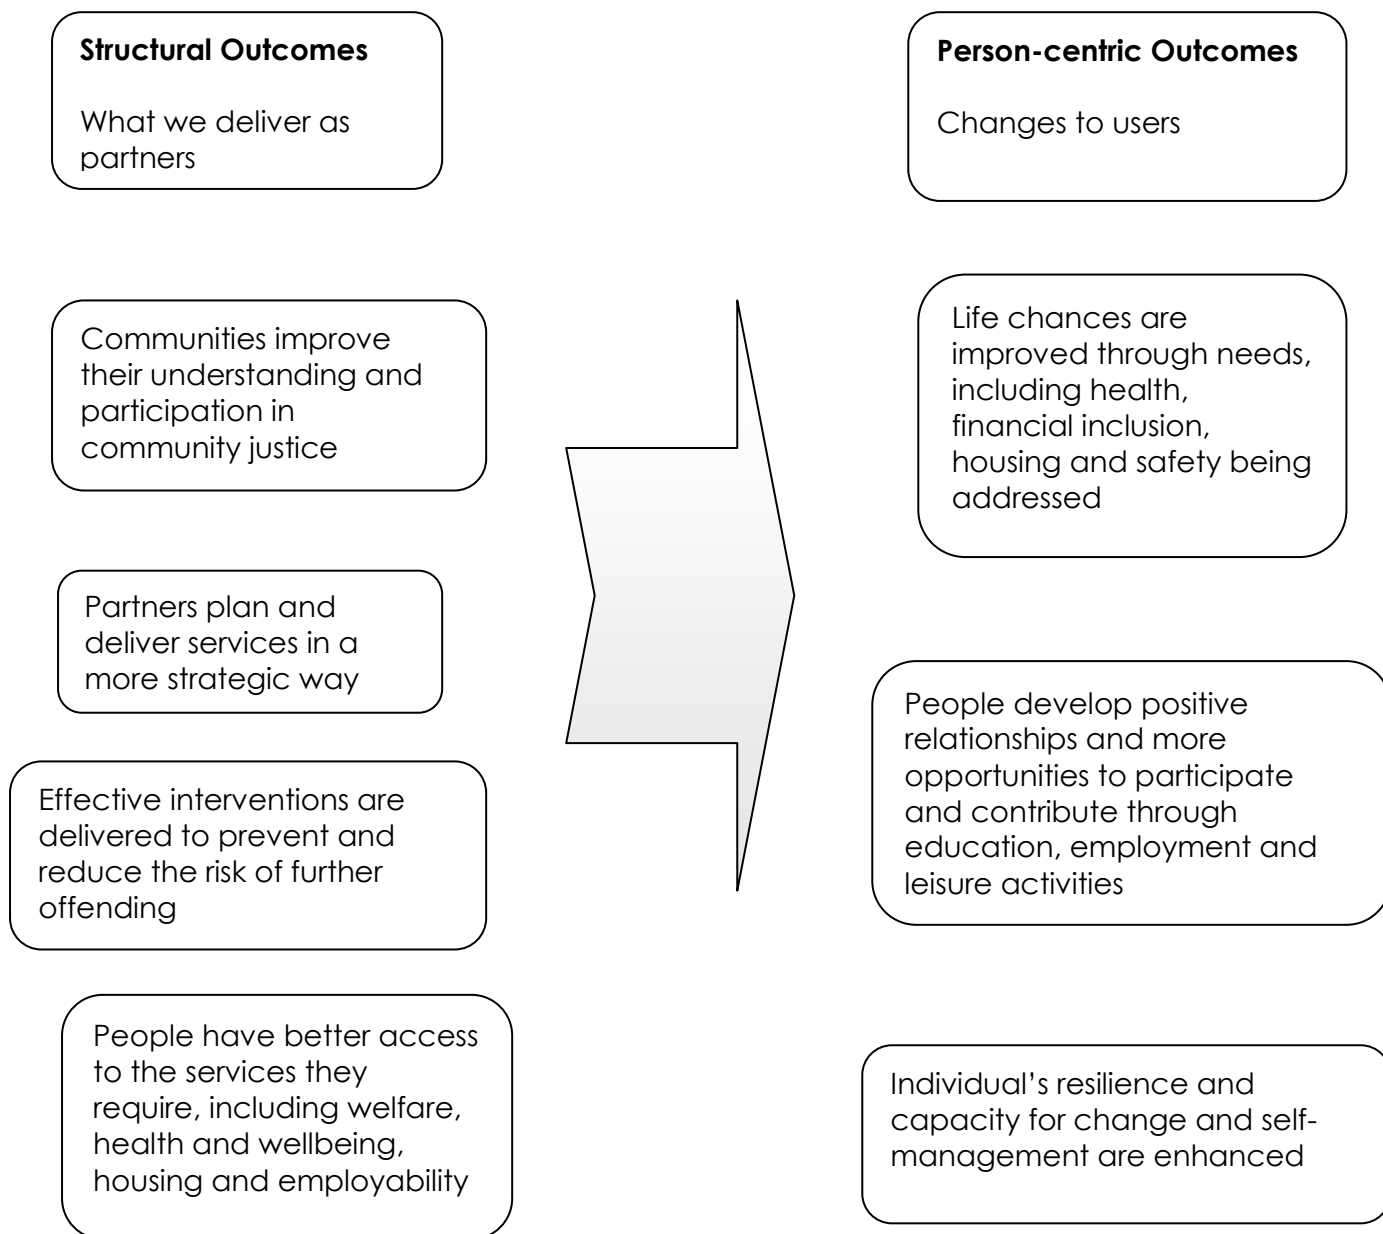 Structural Outcomes
What we deliver as
partners
Communities improve
their understanding and
participation in
community justice
Partners plan and
deliver services in a
more strategic way
Effective interventions are
delivered to prevent and
reduce the risk of further
offending
People have better access
to the services they
require, including welfare,
health and wellbeing,
housing and employability
Person-centric Outcomes
Changes to users
Life chances are
improved through needs,
including health,
financial inclusion,
housing and safety being
addressed
People develop positive
relationships and more
opportunities to participate
and contribute through
education, employment and
leisure activities
Individual’s resilience and
capacity for change and self-
management are enhanced